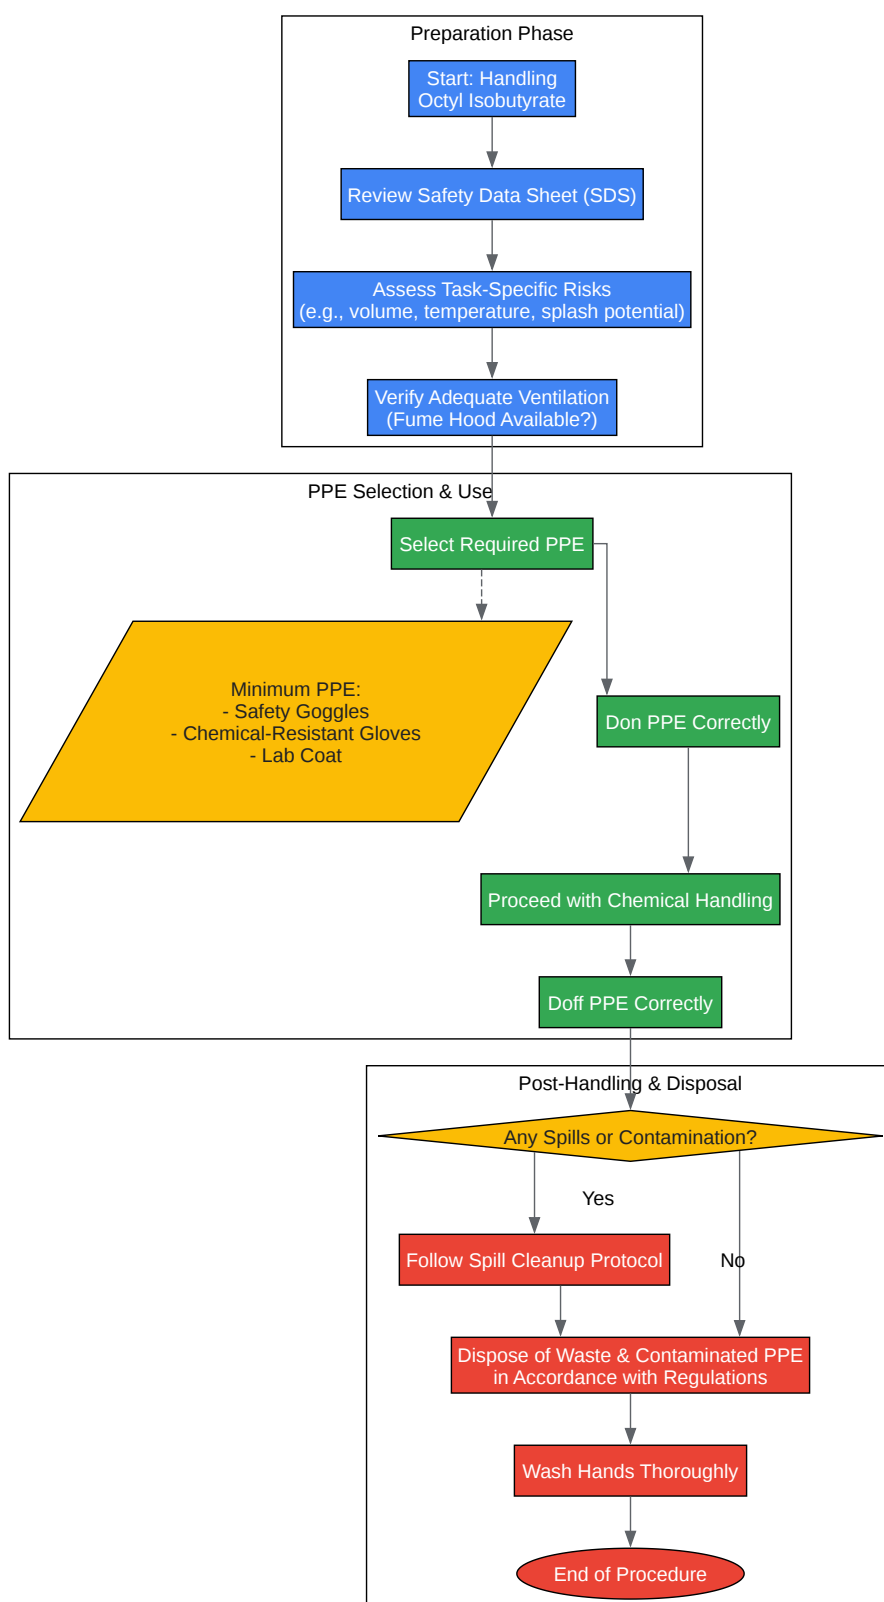 Preparation Phase
Start: Handling
Octyl Isobutyrate
Review Safety Data Sheet (SDS)
Assess Task-Specific Risks
(e.g., volume, temperature, splash potential)
Verify Adequate Ventilation
(Fume Hood Available?)
PPE Selection & Use
Select Required PPE
Minimum PPE:
- Safety Goggles
- Chemical-Resistant Gloves
- Lab Coat
Don PPE Correctly
Proceed with Chemical Handling
Doff PPE Correctly
Post-Handling & Disposal
Any Spills or Contamination?
Yes
Follow Spill Cleanup Protocol
No
Dispose of Waste & Contaminated PPE
in Accordance with Regulations
Wash Hands Thoroughly
End of Procedure